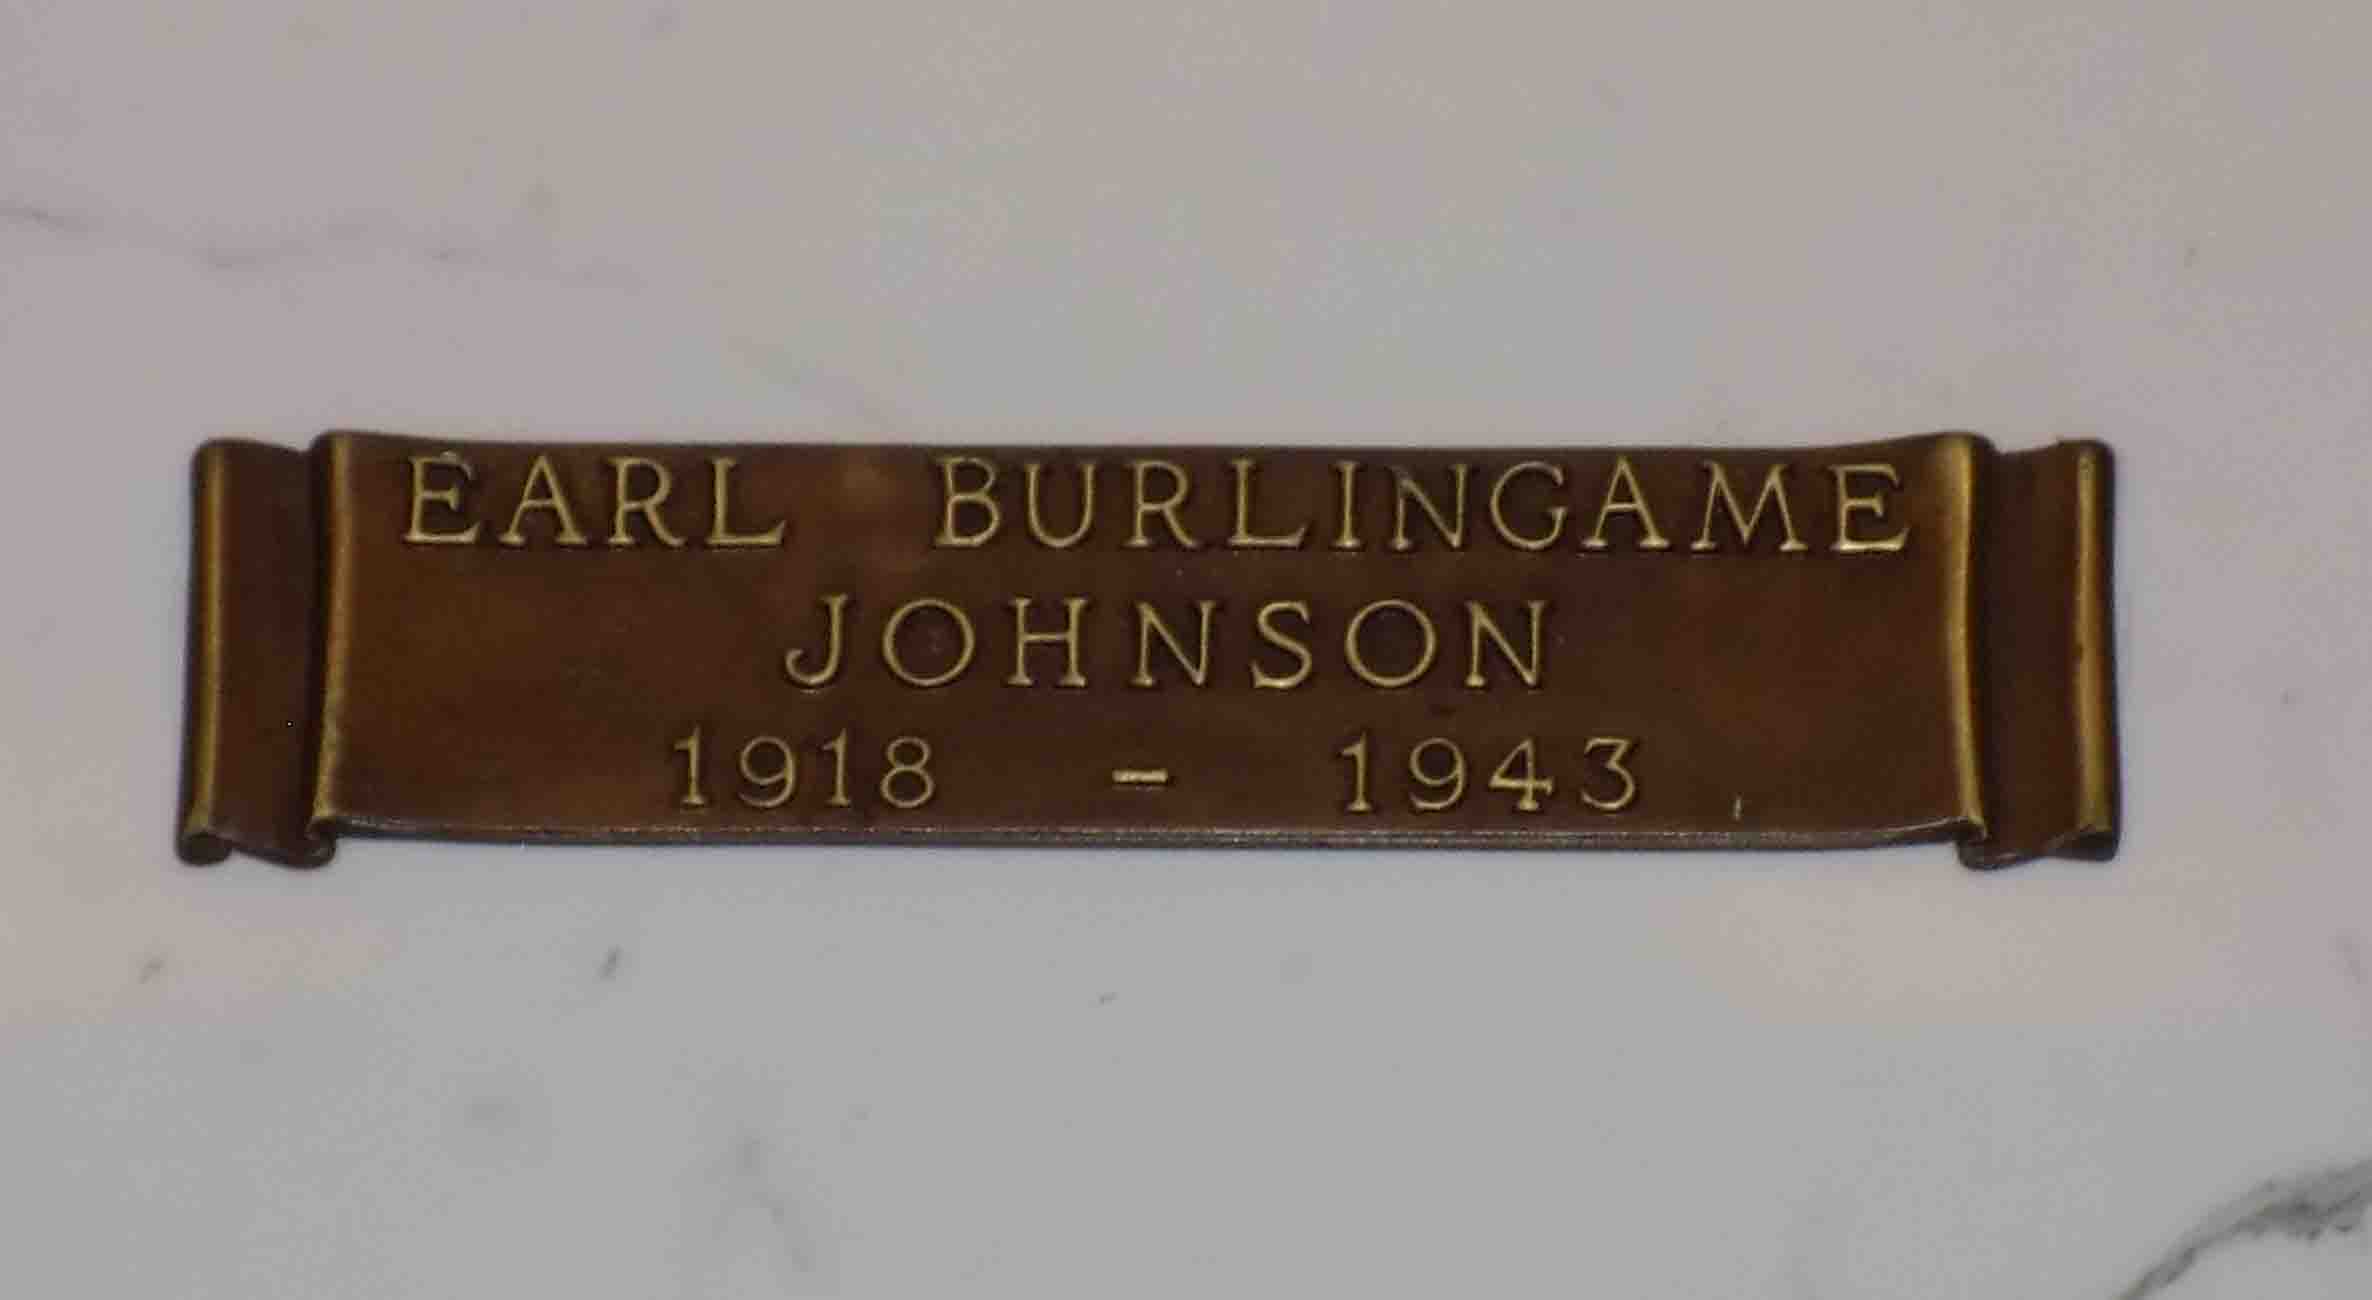 EARL BURLINGAME
JOHNSON
1918 - 1943